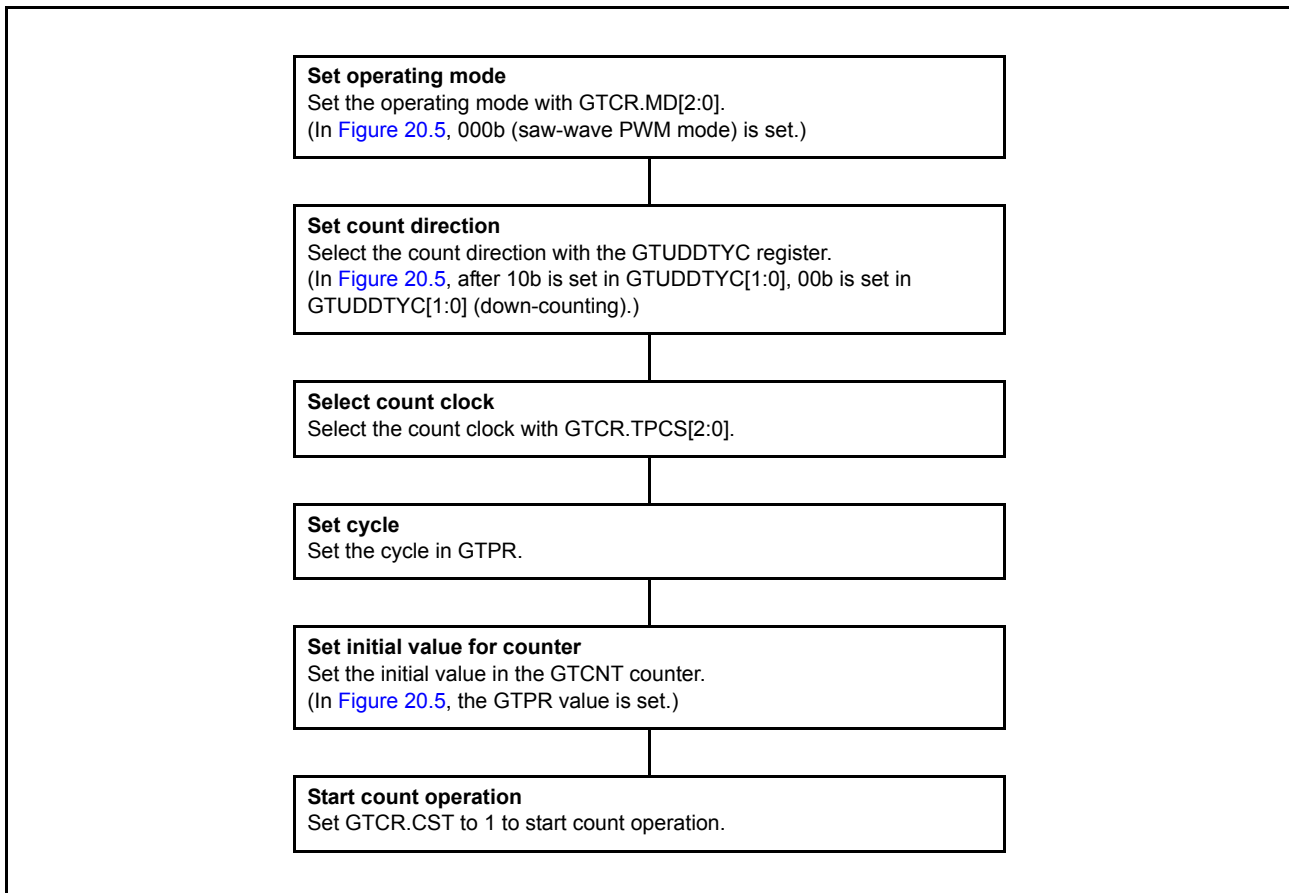 Set operating mode
Set the operating mode with GTCR.MD[2:0].
(In Figure 20.5, 000b (saw-wave PWM mode) is set.)
Set count direction
Select the count direction with the GTUDDTYC register.
(In Figure 20.5, after 10b is set in GTUDDTYC[1:0], 00b is set in
GTUDDTYC[1:0] (down-counting).)
Select count clock
Select the count clock with GTCR.TPCS[2:0].
Set cycle
Set the cycle in GTPR.
Set initial value for counter
Set the initial value in the GTCNT counter.
(In Figure 20.5, the GTPR value is set.)
Start count operation
Set GTCR.CST to 1 to start count operation.